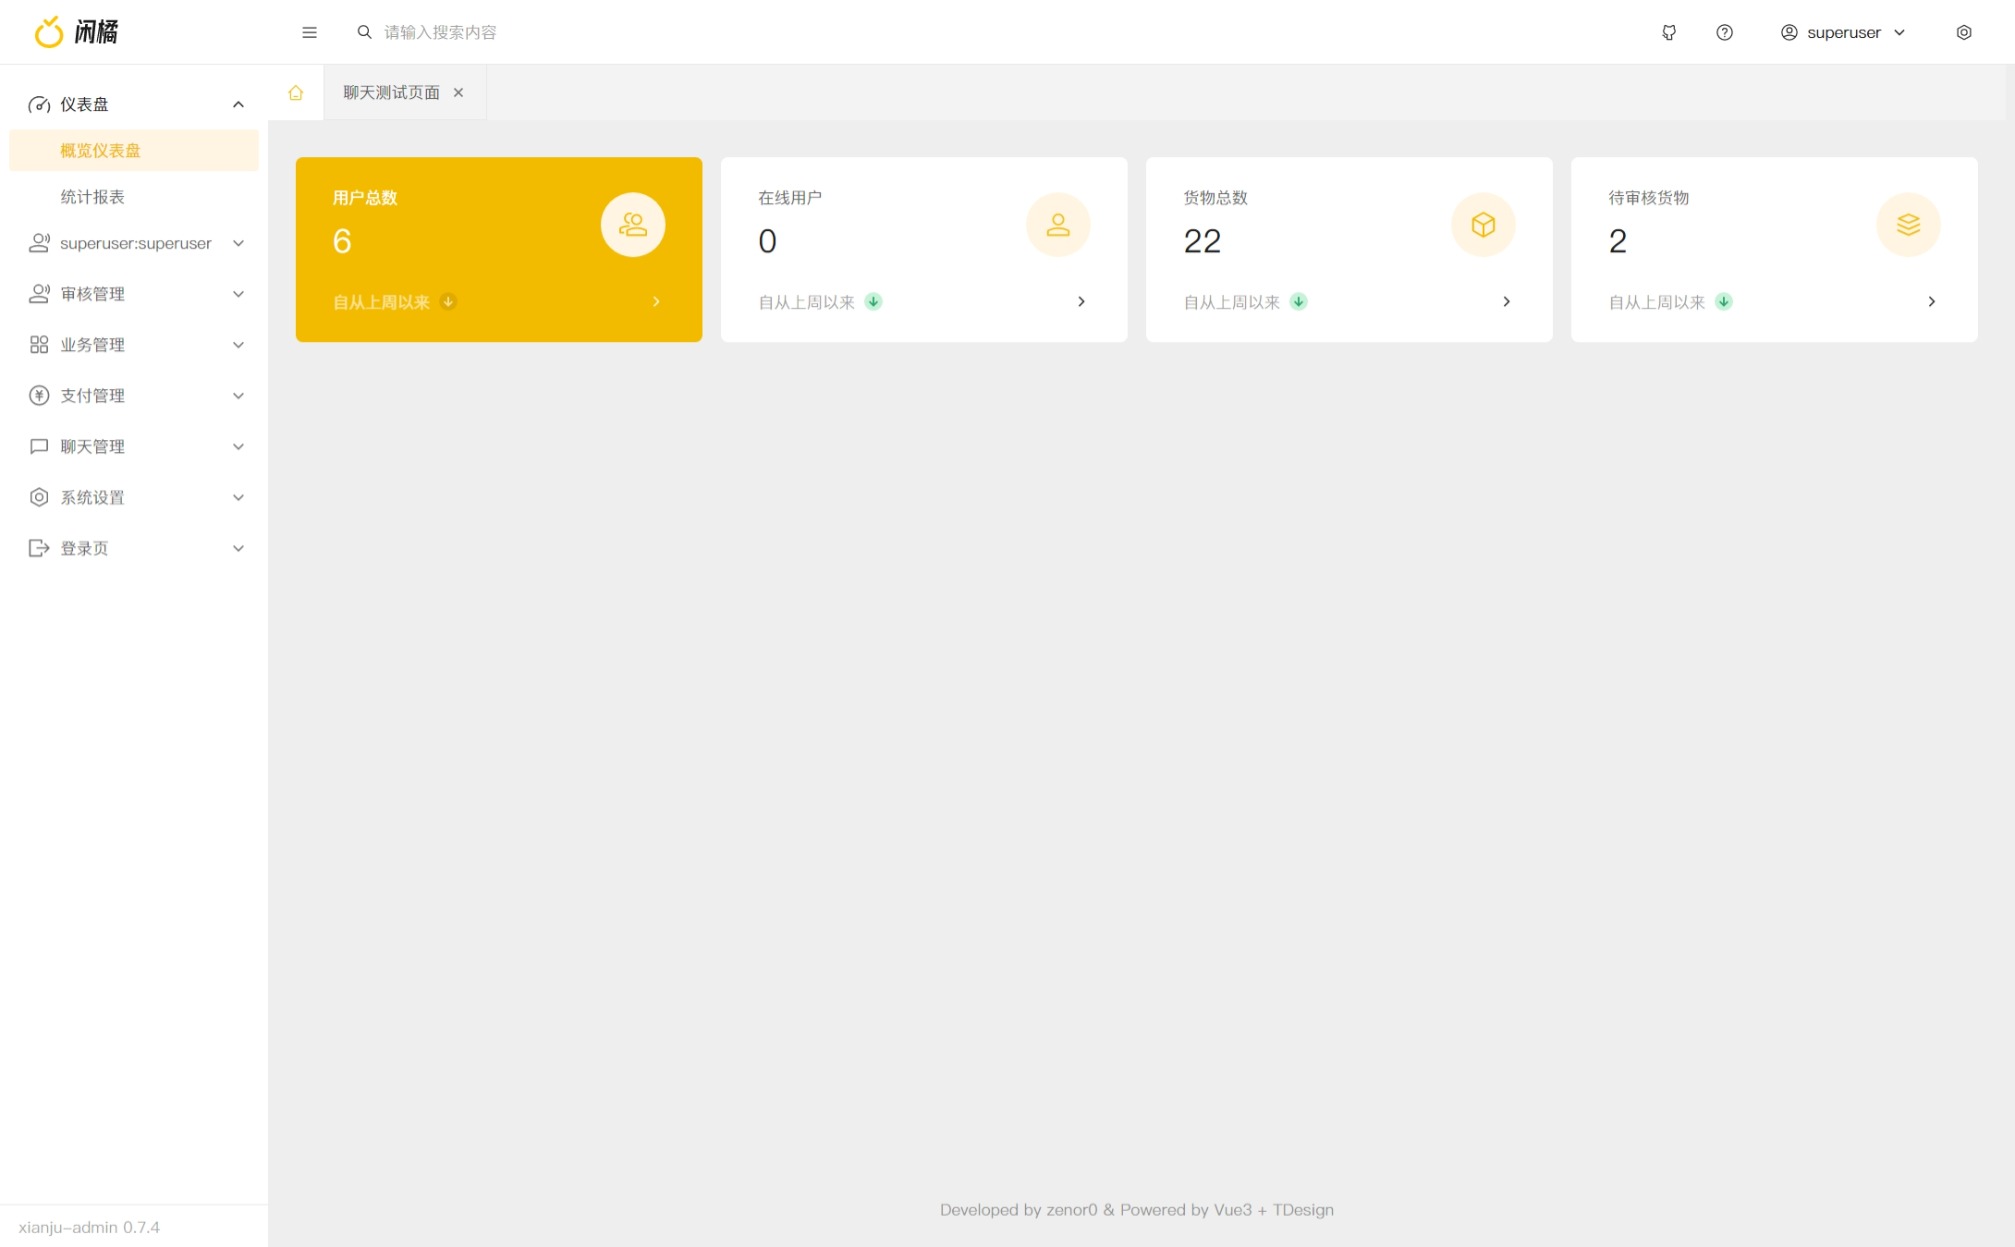 闲橘
请输入搜索内容
superuser
仪表盘
概览仪表盘
统计报表
superuser:superuser
审核管理
业务管理
支付管理
聊天管理
系统设置
登录页
xianju-admin 0.7.4
聊天测试页面
用户总数
6
自从上周以来
在线用户
0
自从上周以来
货物总数
22
自从上周以来
待审核货物
2
自从上周以来
Developed by zenor0 & Powered by Vue3 + TDesign